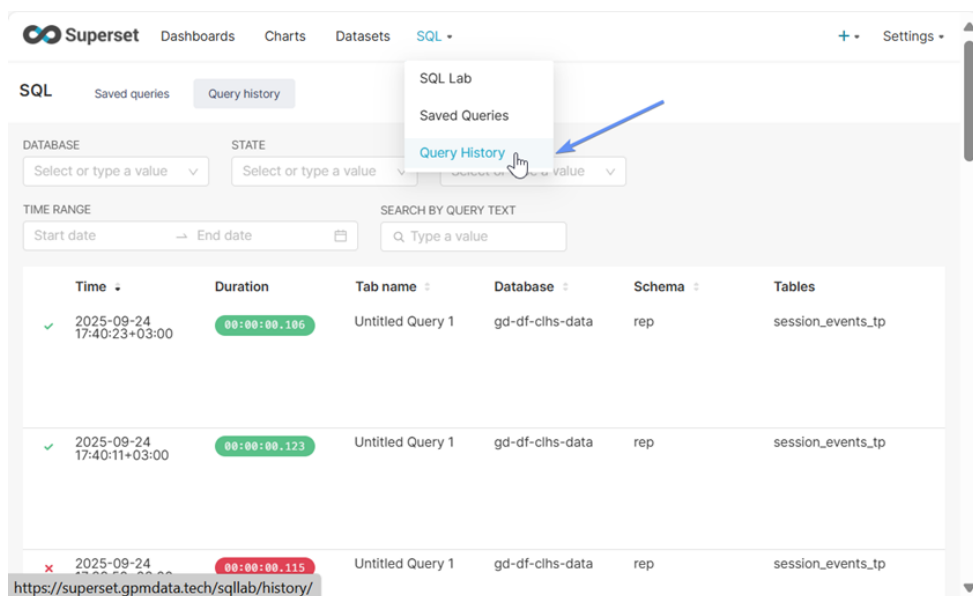 Superset Dashboards Charts Datasets SQL Settings
SQL Lab
Saved Queries
Query History
SQL Saved queries Query history
DATABASE STATE
Select or type a value Select or type a value value
TIME RANGE SEARCH BY QUERY TEXT
Start date → End date Type a value
Time Duration Tab name Database Schema Tables
2025-09-24
17:40:23+03:00
00:00:00.106 Untitled Query 1 gd-df-clhs-data rep session_events_tp
2025-09-24
17:40:11+03:00
00:00:00.123 Untitled Query 1 gd-df-clhs-data rep session_events_tp
2025-09-24
00:00:00.115 Untitled Query 1 gd-df-clhs-data rep session_events_tp
https://superset.gpmdata.tech/sqllab/history/